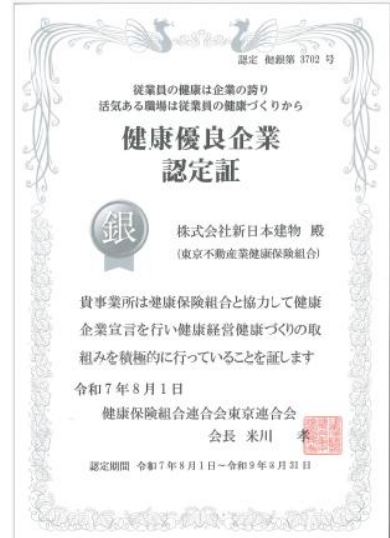 認定 健銀第 3702 号
従業員の健康は企業の誇り
活気ある職場は従業員の健康づくりから
健康優良企業
認定証
銀
株式会社新日本建物 殿
(東京不動産業健康保険組合)
貴事業所は健康保険組合と協力して健康
企業宣言を行い健康経営健康づくりの取
組みを積極的に行っていることを証します
令和7年8月1日
健康保険組合連合会東京連合会
会長 米川 孝
認定期間 令和7年8月1日~令和9年8月31日